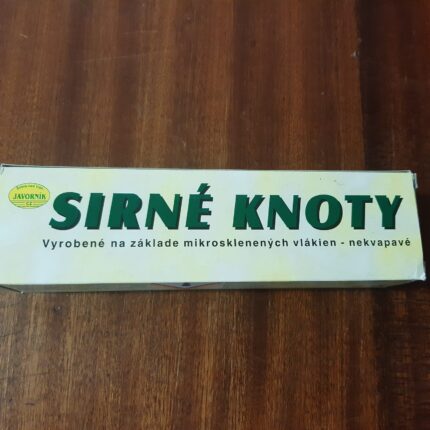 JAVORNÍK
SIRNÉ KNOTY
Vyrobené na základe mikrosklenených vlákien - nekvapavé